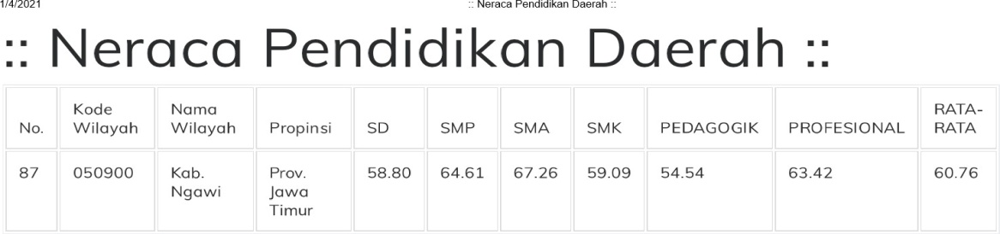 1/4/2021 :: Neraca Pendidikan Daerah ::
:: Neraca Pendidikan Daerah ::
No. Kode Wilayah Nama Wilayah Propinsi SD SMP SMA SMK PEDAGOGIK PROFESIONAL RATA-RATA
87 050900 Kab. Ngawi Prov. Jawa Timur 58.80 64.61 67.26 59.09 54.54 63.42 60.76